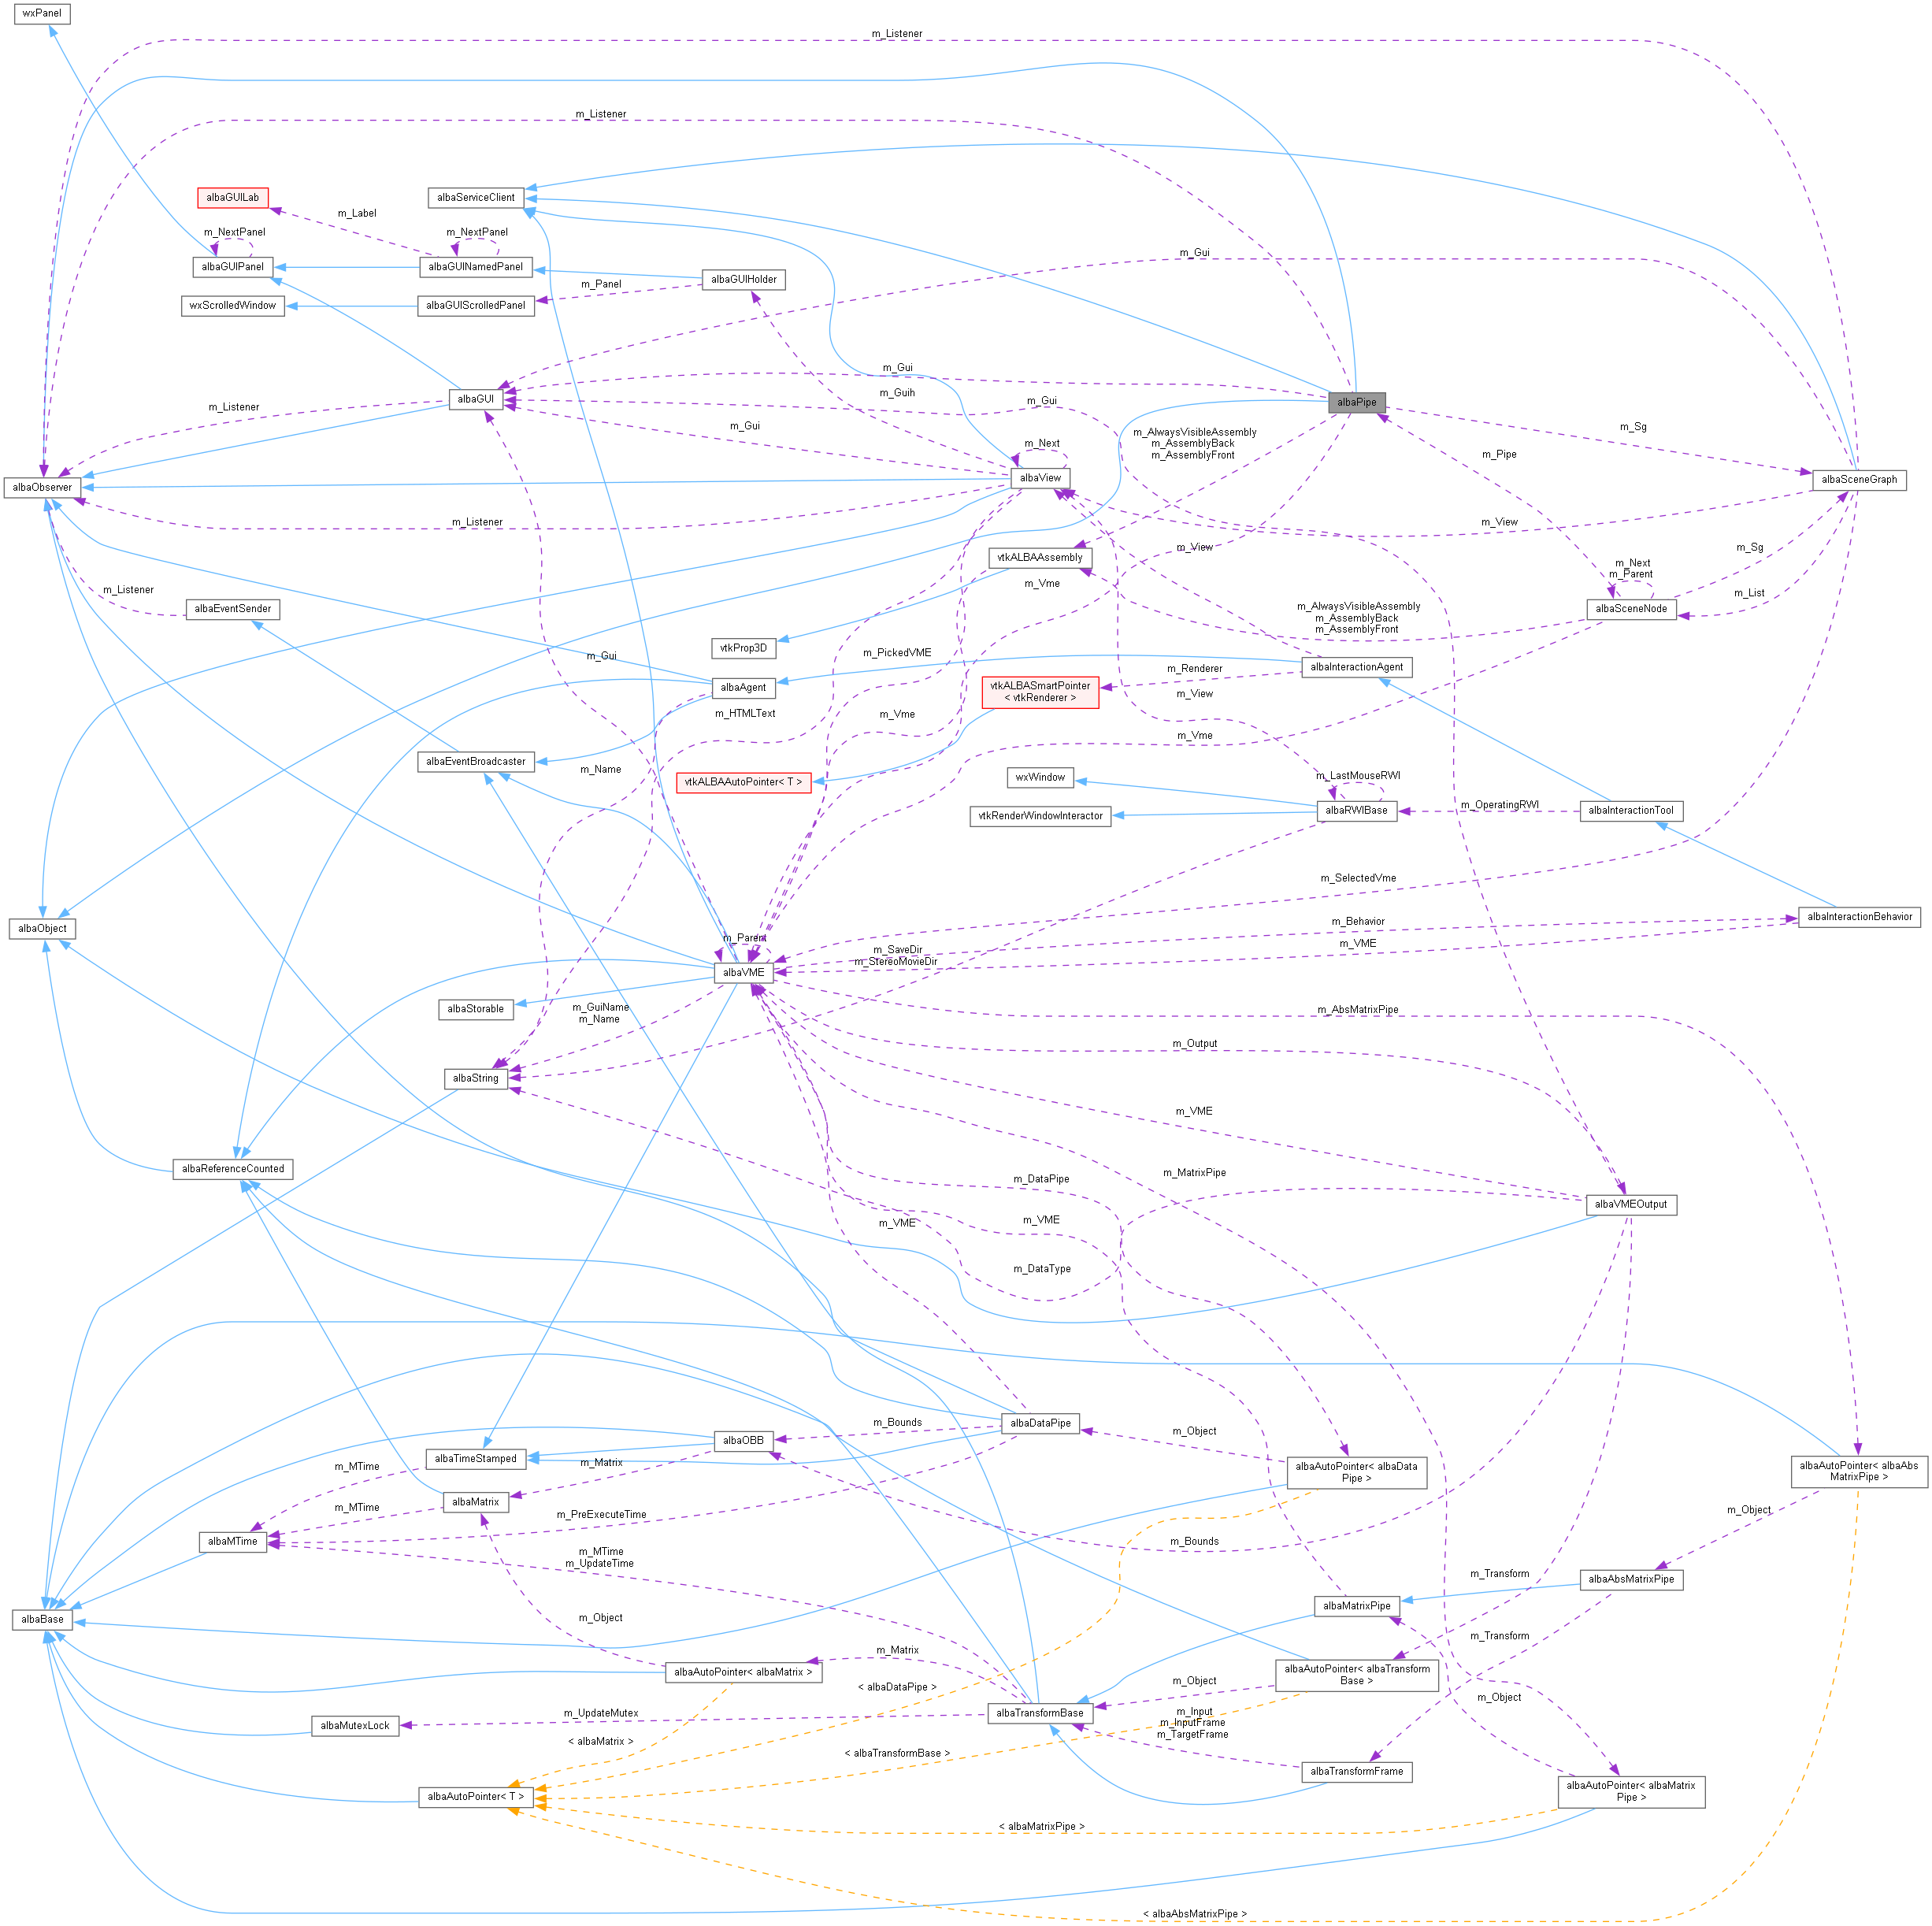 wxPanel
m_Listener
m_Listener
albaGUILab
albaServiceClient
m_Label
m_NextPanel
m_NextPanel
m_Gui
albaGUIPanel
albaGUINamedPanel
albaGUIHolder
m_Panel
wxScrolledWindow
albaGUIScrolledPanel
m_Gui
m_Guih
albaGUI
m_Gui
albaPipe
m_Listener
m_Gui
m_Sg
m_AlwaysVisibleAssembly
m_AssemblyBack
m_AssemblyFront
m_Next
m_Pipe
albaObserver
albaView
albaSceneGraph
m_Listener
m_View
m_View
m_Sg
vtkALBAAssembly
m_Vme
m_Next
m_Parent
m_Listener
m_List
albaEventSender
albaSceneNode
m_AlwaysVisibleAssembly
m_AssemblyBack
m_AssemblyFront
vtkProp3D
m_Gui
m_PickedVME
albaInteractionAgent
m_Renderer
albaAgent
vtkALBASmartPointer
< vtkRenderer >
m_View
m_HTMLText
m_Vme
m_Vme
albaEventBroadcaster
m_Name
vtkALBAAutoPointer< T >
wxWindow
m_LastMouseRWI
m_OperatingRWI
vtkRenderWindowInteractor
albaRWIBase
albaInteractionTool
m_SelectedVme
albaObject
m_Behavior
albaInteractionBehavior
m_Parent
m_SaveDir
m_StereoMovieDir
m_VME
albaVME
albaStorable
m_GuiName
m_Name
m_AbsMatrixPipe
m_Output
albaString
m_VME
albaReferenceCounted
m_DataPipe
m_MatrixPipe
albaVMEOutput
m_VME
m_VME
m_DataType
m_Bounds
albaDataPipe
albaOBB
m_Object
albaTimeStamped
m_MTime
m_Matrix
albaAutoPointer< albaData
Pipe >
albaAutoPointer< albaAbs
MatrixPipe >
albaMatrix
m_MTime
m_PreExecuteTime
m_Object
albaMTime
m_Bounds
m_MTime
m_UpdateTime
m_Transform
albaAbsMatrixPipe
albaBase
m_Object
albaMatrixPipe
m_Transform
m_Matrix
albaAutoPointer< albaMatrix >
albaAutoPointer< albaTransform
Base >
m_Object
< albaDataPipe >
m_Object
m_UpdateMutex
albaTransformBase
m_Input
m_InputFrame
m_TargetFrame
albaMutexLock
< albaMatrix >
< albaTransformBase >
albaTransformFrame
albaAutoPointer< T >
albaAutoPointer< albaMatrix
Pipe >
< albaMatrixPipe >
< albaAbsMatrixPipe >